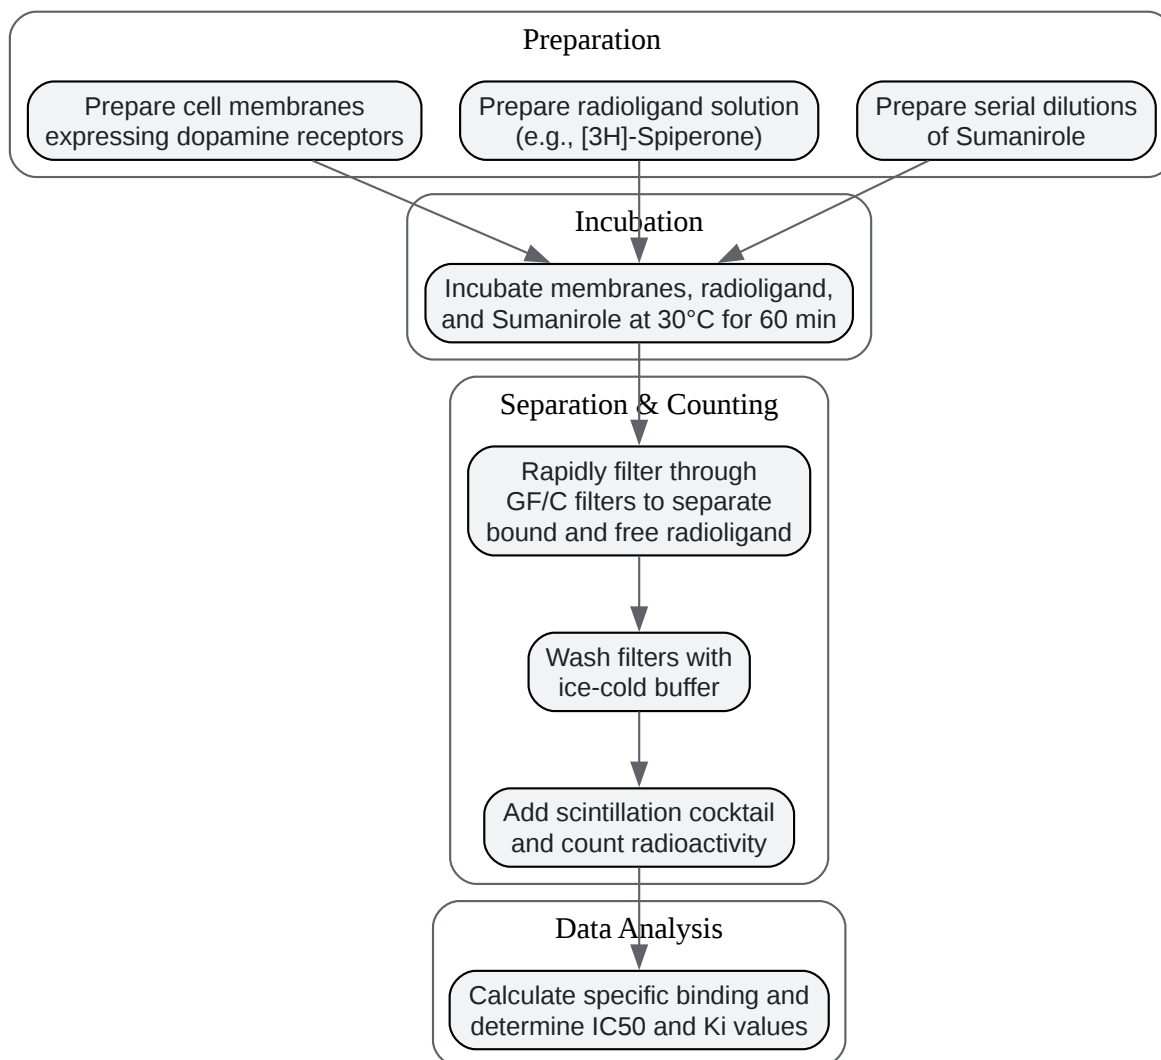 Preparation
Prepare cell membranes
expressing dopamine receptors
Prepare radioligand solution
(e.g., [3H]-Spiperone)
Prepare serial dilutions
of Sumanirole
Incubation
Incubate membranes, radioligand,
and Sumanirole at 30°C for 60 min
Separation & Counting
Rapidly filter through
GF/C filters to separate
bound and free radioligand
Wash filters with
ice-cold buffer
Add scintillation cocktail
and count radioactivity
Data Analysis
Calculate specific binding and
determine IC50 and Ki values